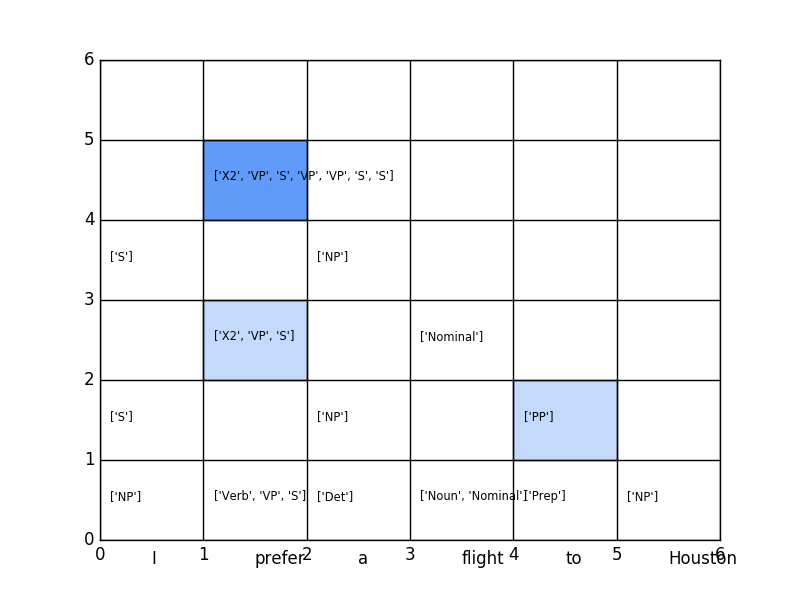 6
5
['X2', 'VP', 'S', 'VP', 'VP', 'S', 'S']
4
['S'] ['NP']
3
['X2', 'VP', 'S'] ['Nominal']
2
['S'] ['NP'] ['PP']
1
['NP'] ['Verb', 'VP', 'S'] ['Det'] ['Noun', 'Nominal'] ['Prep'] ['NP']
0
0 1 2 3 4 5 6
I prefer a flight to Houston